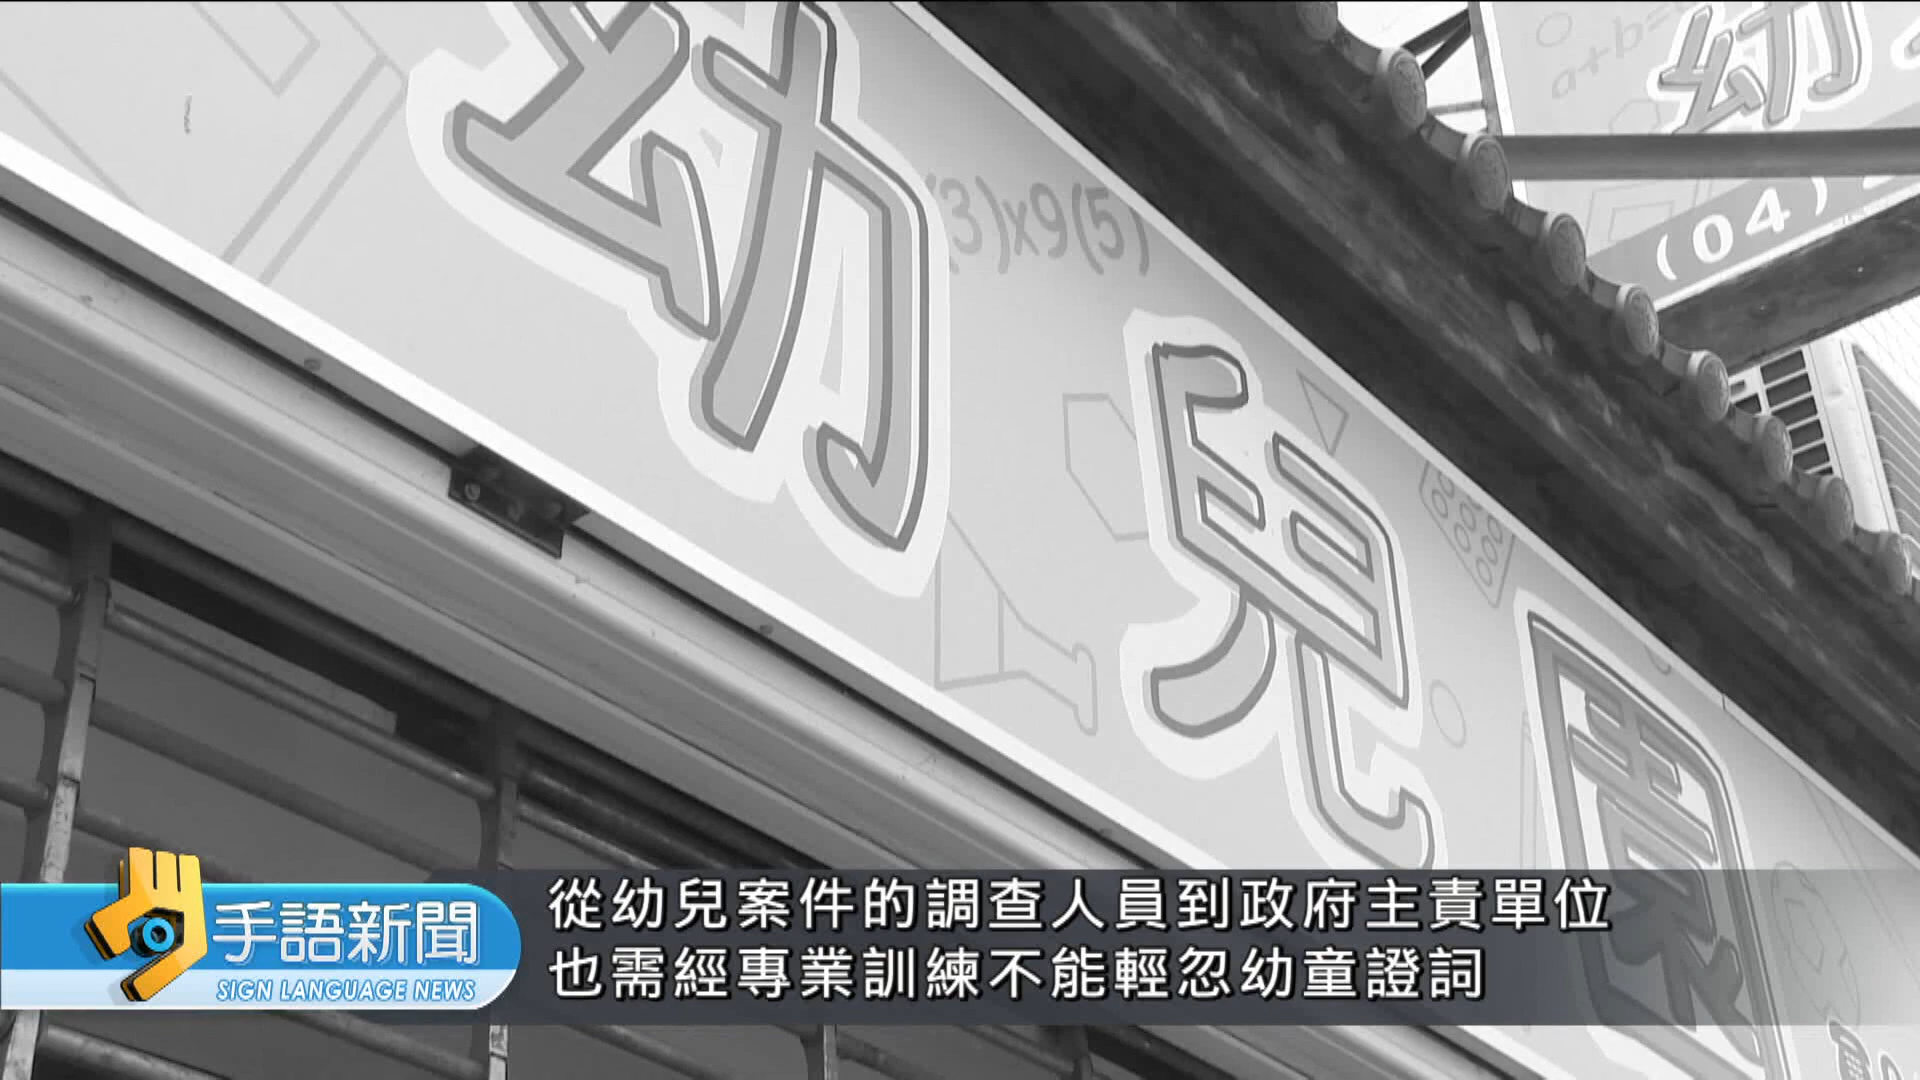 幼兒園
(3)x9(5)
a+b=
幼
(04)
手語新聞
SIGN LANGUAGE NEWS
從幼兒案件的調查人員到政府主責單位
也需經專業訓練不能輕忽幼童證詞